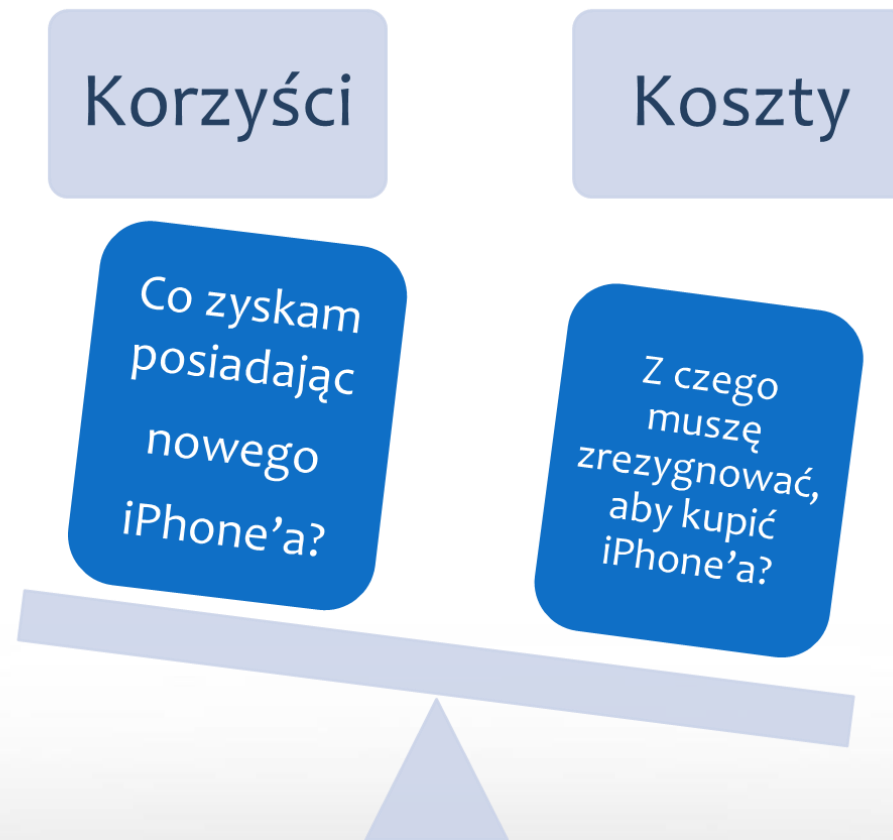 Korzyści
Koszty
Co zyskam
posiadając
nowego
iPhone’a?
Z czego
muszę
zrezygnować,
aby kupić
iPhone’a?